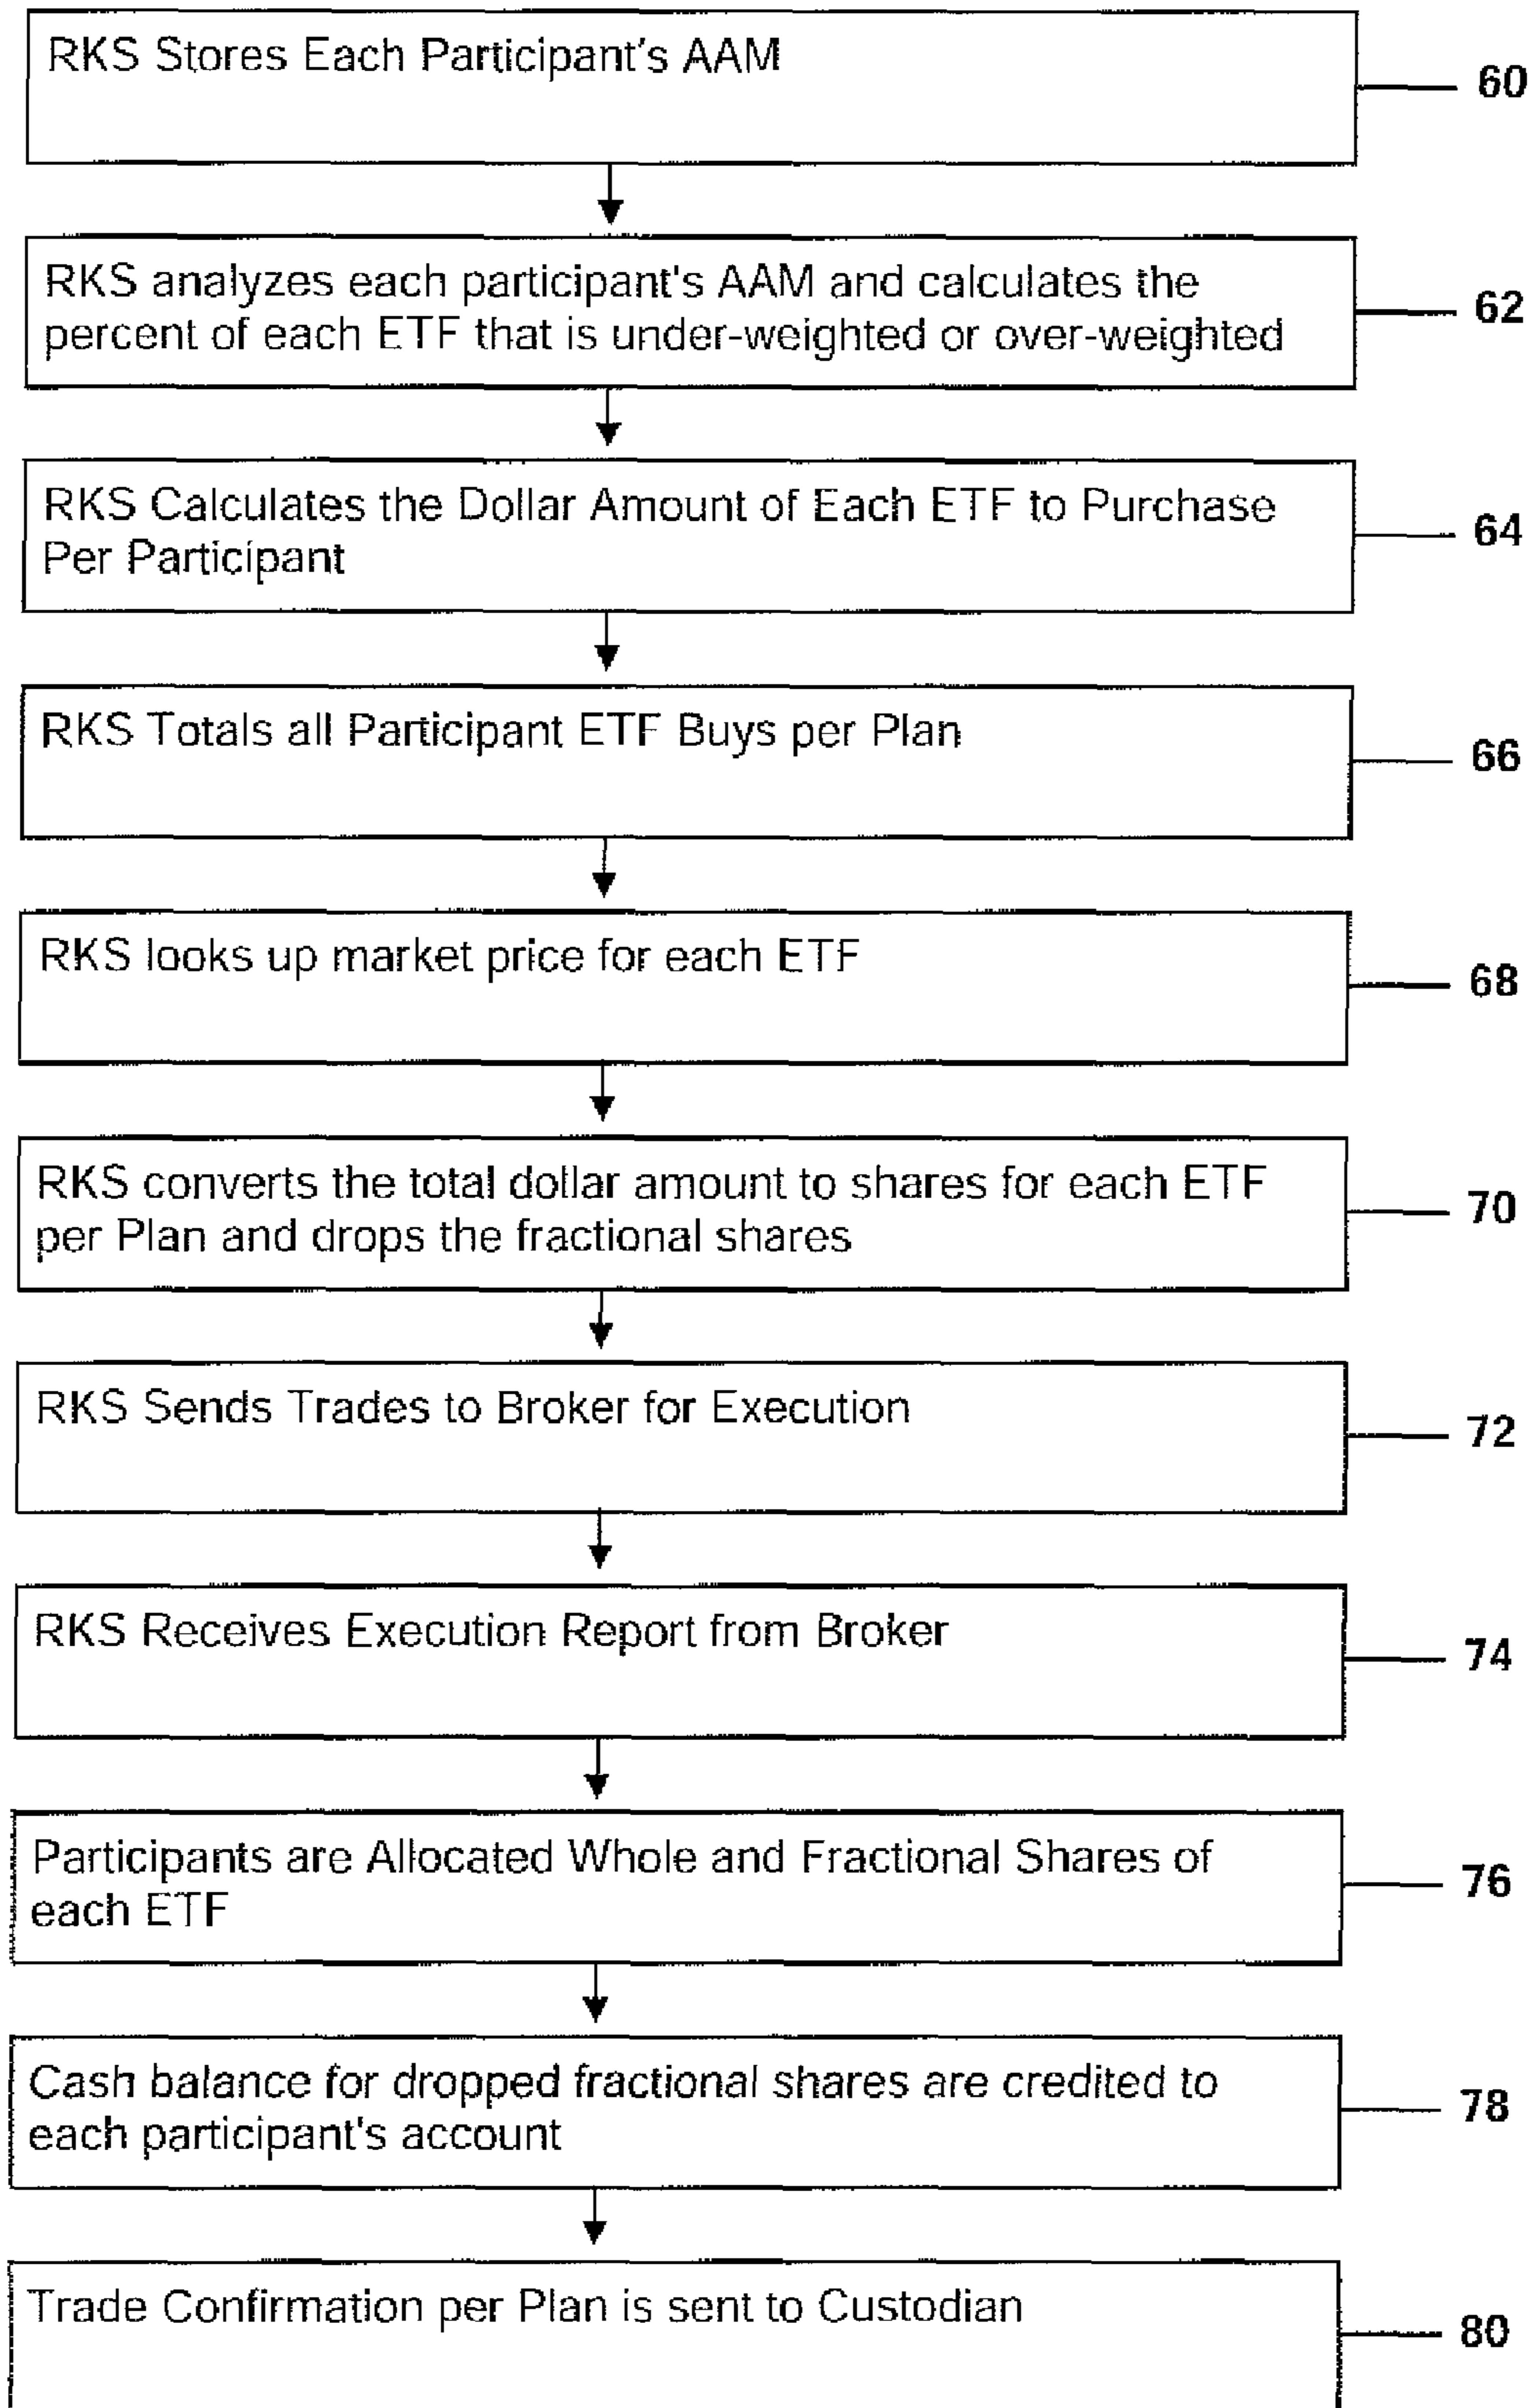 RKS Stores Each Participant's AAM
60
RKS analyzes each participant's AAM and calculates the
percent of each ETF that is under-weighted or over-weighted
62
RKS Calculates the Dollar Amount of Each ETF to Purchase
Per Participant
64
RKS Totals all Participant ETF Buys per Plan
66
RKS looks up market price for each ETF
68
RKS converts the total dollar amount to shares for each ETF
per Plan and drops the fractional shares
70
RKS Sends Trades to Broker for Execution
72
RKS Receives Execution Report from Broker
74
Participants are Allocated Whole and Fractional Shares of
each ETF
76
Cash balance for dropped fractional shares are credited to
each participant's account
78
Trade Confirmation per Plan is sent to Custodian
80